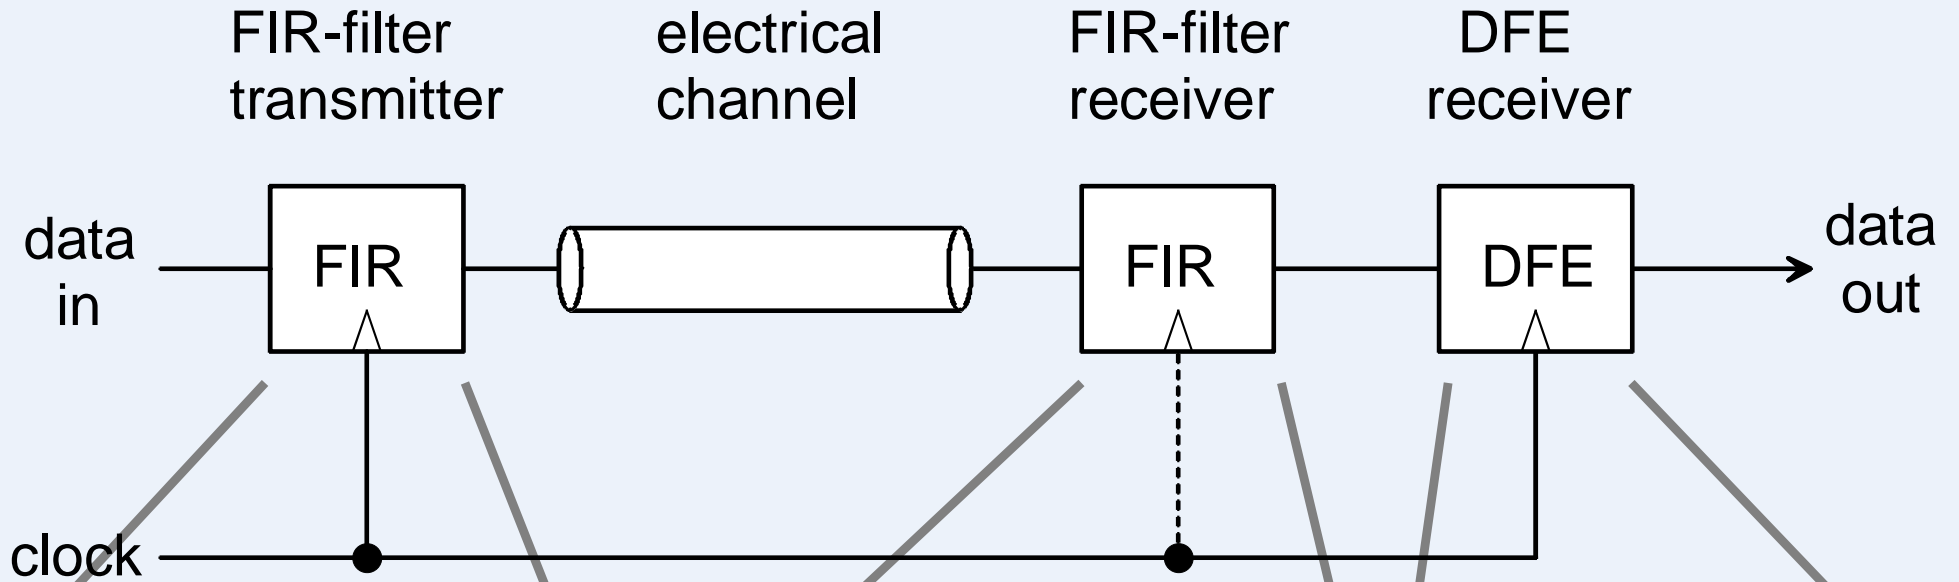 FIR-filter
transmitter
electrical
channel
FIR-filter
receiver
DFE
receiver
data
in
FIR
FIR
DFE
data
out
clock